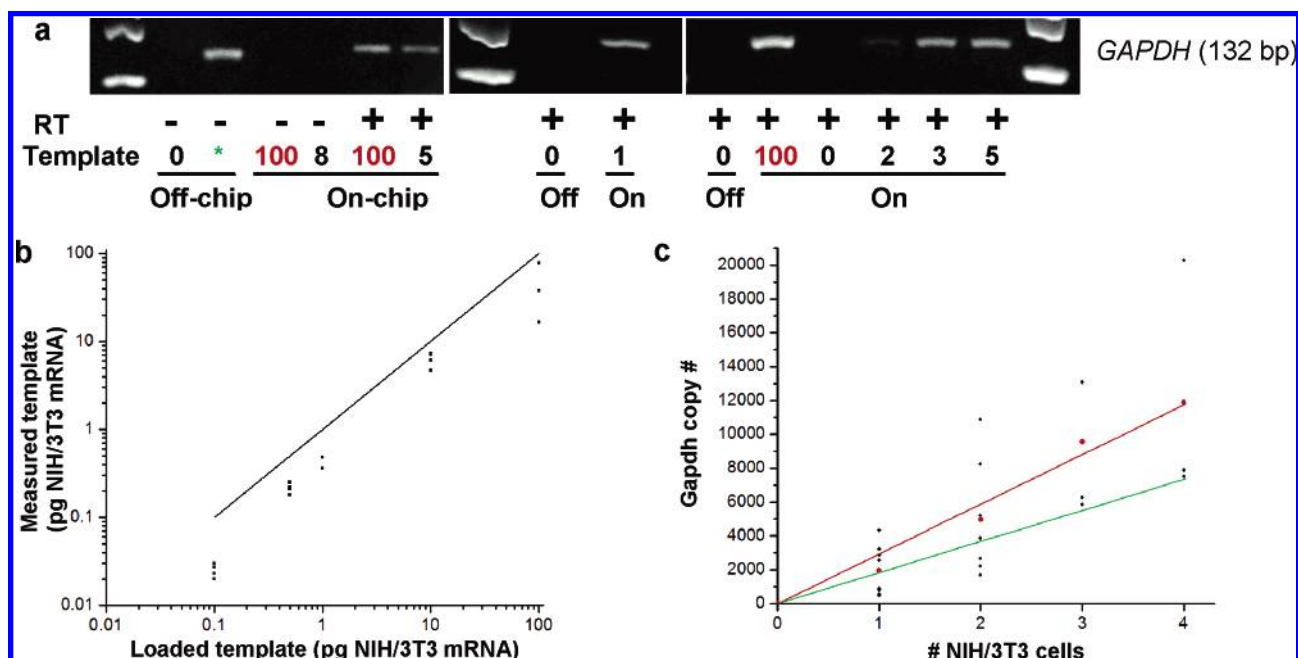 a
GAPDH (132 bp)
RT - - - - + + + + + + + + + +
Template 0 * 100 8 100 5 0 1 0 100 0 2 3 5
Off-chip On-chip Off On Off On
b
100
10
1
0.1
0.01
0.01 0.1 1 10 100
Measured template
(pg NIH/3T3 mRNA)
Loaded template (pg NIH/3T3 mRNA)
c
20000
18000
16000
14000
12000
10000
8000
6000
4000
2000
0
0 1 2 3 4
Gapdh copy #
# NIH/3T3 cells